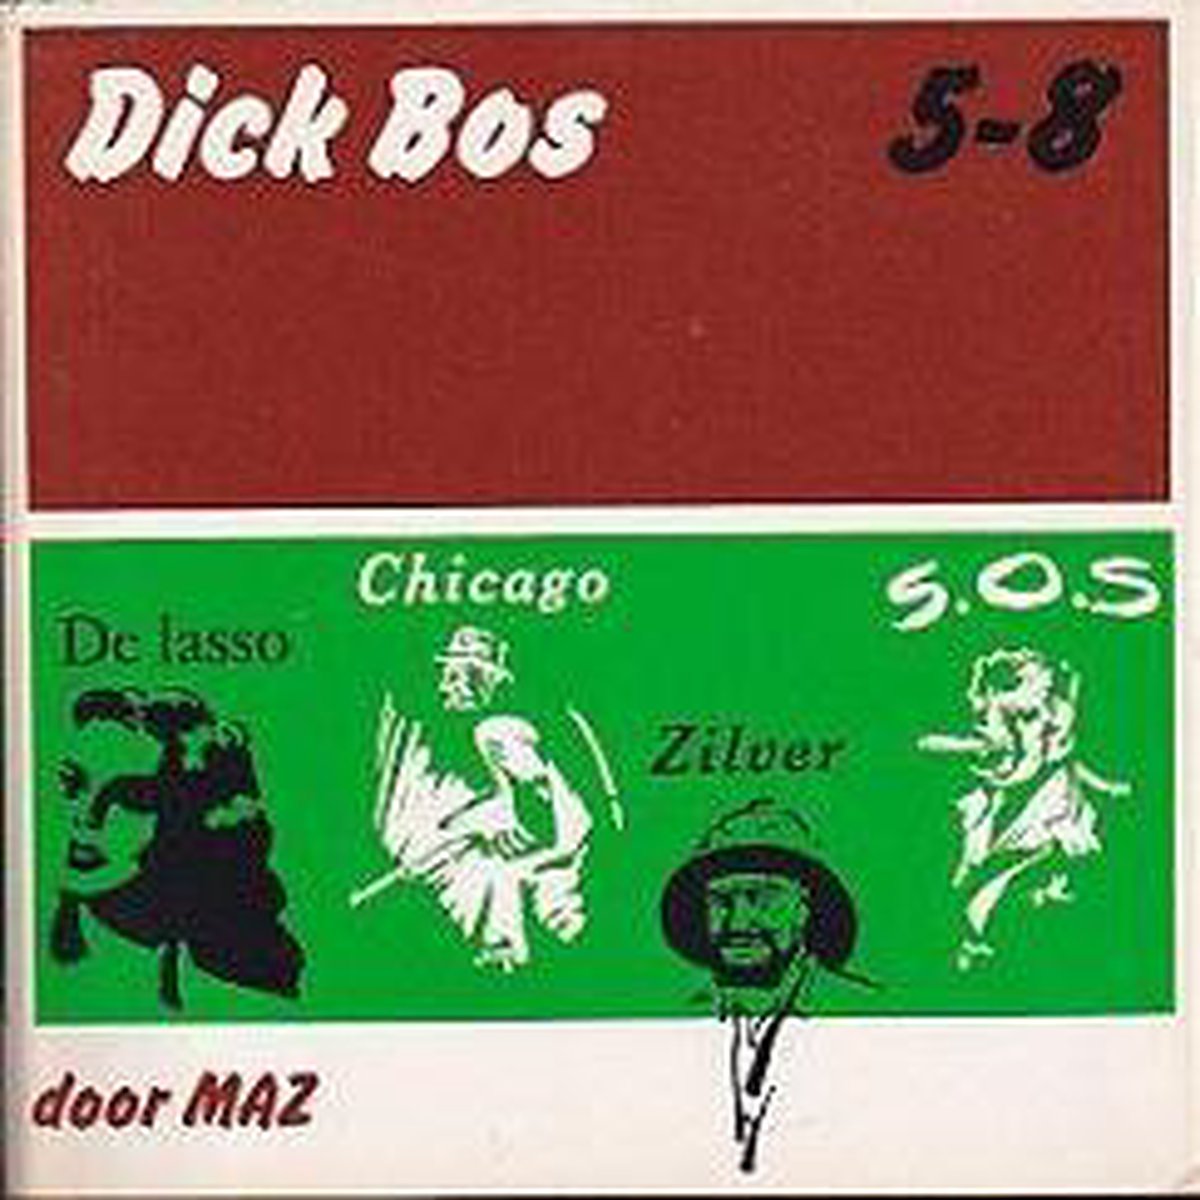 Dick Bos 5-8
Chicago
S.O.S
De lasso
Zilver
door MAZ